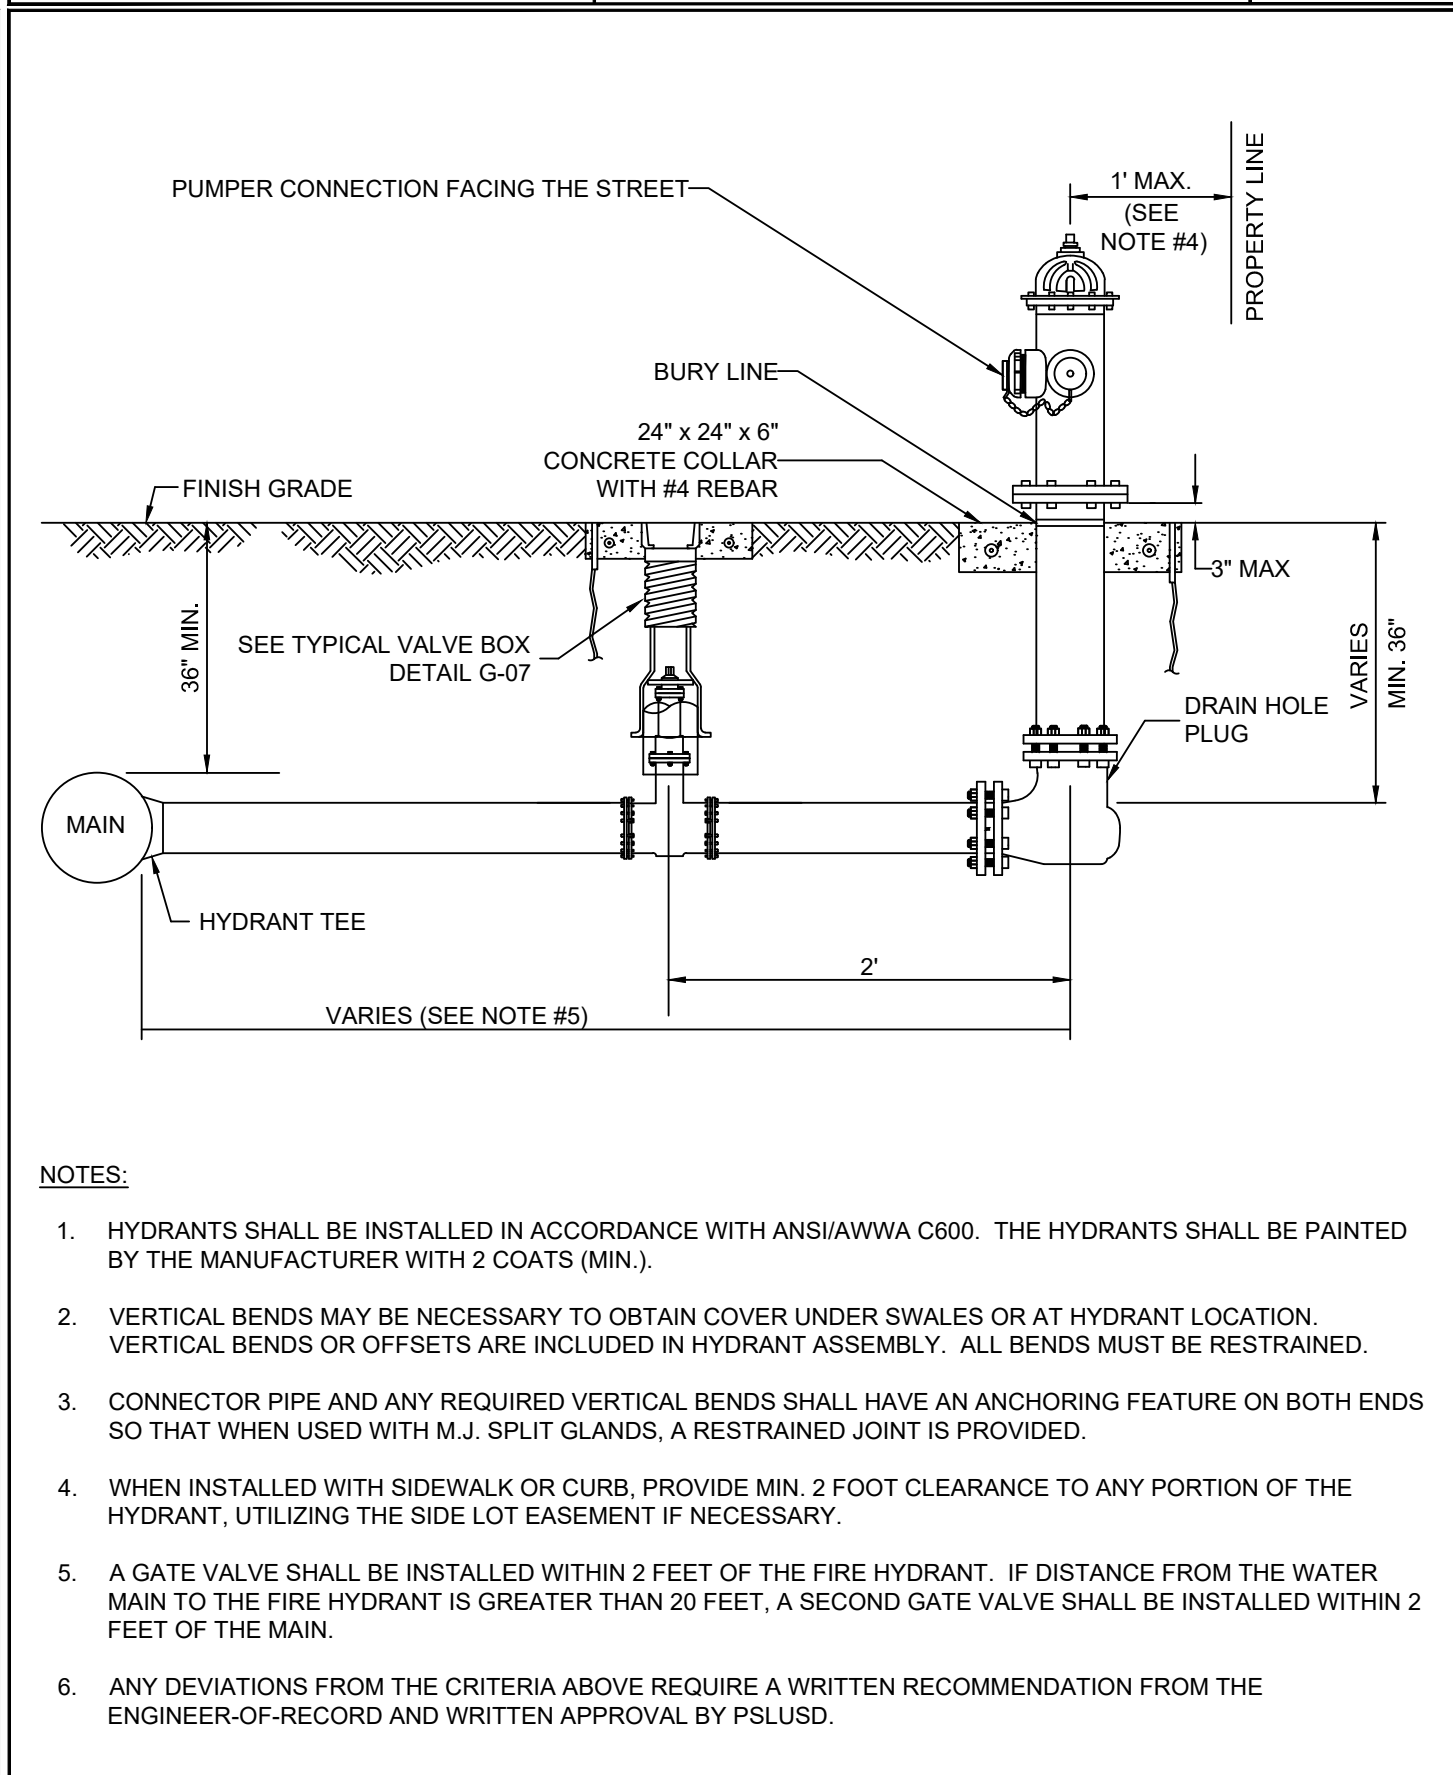 PUMPER CONNECTION FACING THE STREET
1' MAX.
(SEE
NOTE #4)
PROPERTY LINE
BURY LINE
24" x 24" x 6"
CONCRETE COLLAR
WITH #4 REBAR
FINISH GRADE
3" MAX
36" MIN.
SEE TYPICAL VALVE BOX
DETAIL G-07
VARIES
MIN. 36"
DRAIN HOLE
PLUG
MAIN
HYDRANT TEE
2'
VARIES (SEE NOTE #5)
NOTES:
1. HYDRANTS SHALL BE INSTALLED IN ACCORDANCE WITH ANSI/AWWA C600. THE HYDRANTS SHALL BE PAINTED
BY THE MANUFACTURER WITH 2 COATS (MIN.).
2. VERTICAL BENDS MAY BE NECESSARY TO OBTAIN COVER UNDER SWALES OR AT HYDRANT LOCATION.
VERTICAL BENDS OR OFFSETS ARE INCLUDED IN HYDRANT ASSEMBLY. ALL BENDS MUST BE RESTRAINED.
3. CONNECTOR PIPE AND ANY REQUIRED VERTICAL BENDS SHALL HAVE AN ANCHORING FEATURE ON BOTH ENDS
SO THAT WHEN USED WITH M.J. SPLIT GLANDS, A RESTRAINED JOINT IS PROVIDED.
4. WHEN INSTALLED WITH SIDEWALK OR CURB, PROVIDE MIN. 2 FOOT CLEARANCE TO ANY PORTION OF THE
HYDRANT, UTILIZING THE SIDE LOT EASEMENT IF NECESSARY.
5. A GATE VALVE SHALL BE INSTALLED WITHIN 2 FEET OF THE FIRE HYDRANT. IF DISTANCE FROM THE WATER
MAIN TO THE FIRE HYDRANT IS GREATER THAN 20 FEET, A SECOND GATE VALVE SHALL BE INSTALLED WITHIN 2
FEET OF THE MAIN.
6. ANY DEVIATIONS FROM THE CRITERIA ABOVE REQUIRE A WRITTEN RECOMMENDATION FROM THE
ENGINEER-OF-RECORD AND WRITTEN APPROVAL BY PSLUSD.